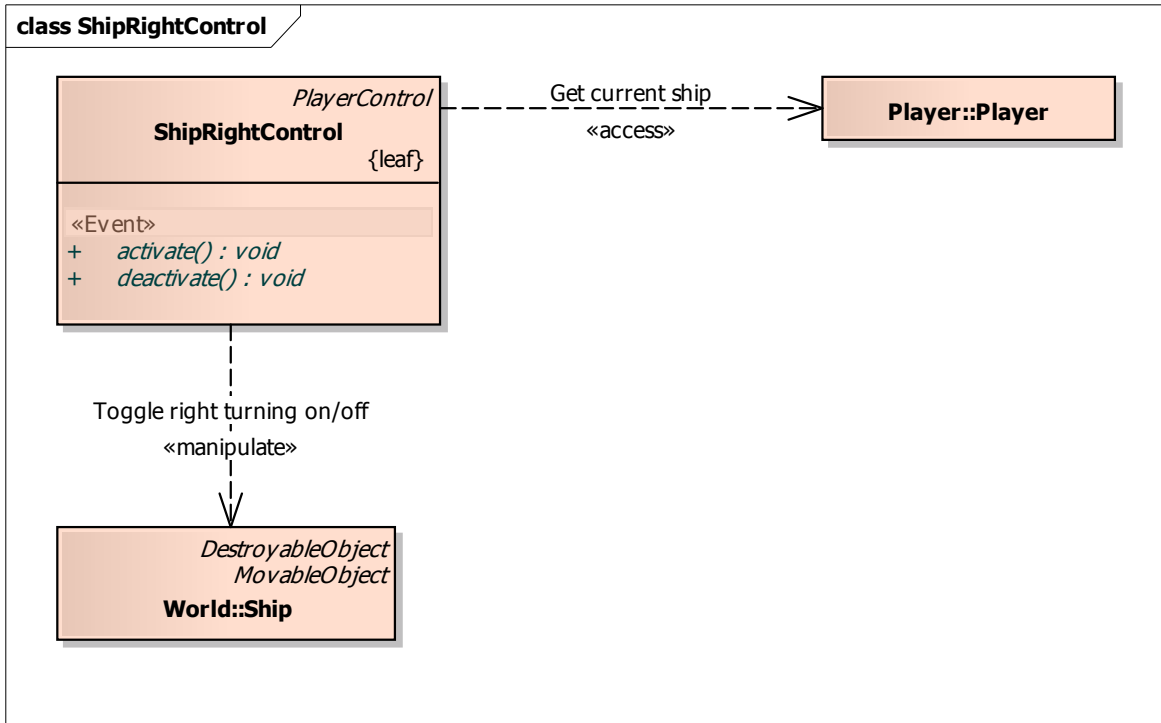 class ShipRightControl
PlayerControl
ShipRightControl
{leaf}
«Event»
+ activate() : void
+ deactivate() : void
Get current ship
«access»
Player::Player
Toggle right turning on/off
«manipulate»
DestroyableObject
MovableObject
World::Ship